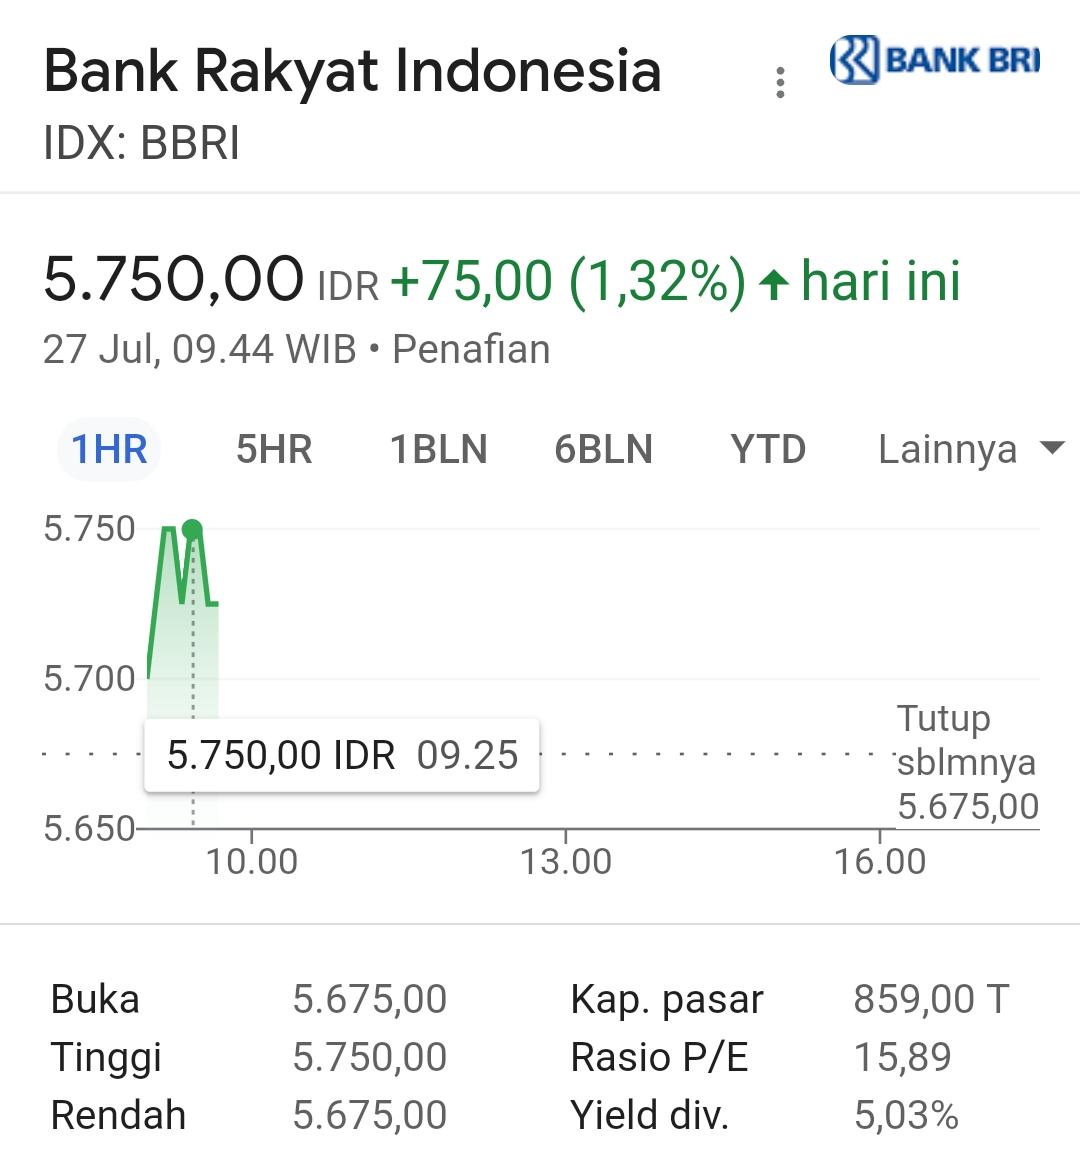 Bank Rakyat Indonesia
BANK BRI
IDX: BBRI
5.750,00 IDR +75,00 (1,32%) ↑ hari ini
27 Jul, 09.44 WIB • Penafian
1HR 5HR 1BLN 6BLN YTD Lainnya
5.750
5.700
Tutup
sblmnya
5.675,00
5.750,00 IDR 09.25
5.650
10.00 13.00 16.00
Buka 5.675,00 Kap. pasar 859,00 T
Tinggi 5.750,00 Rasio P/E 15,89
Rendah 5.675,00 Yield div. 5,03%